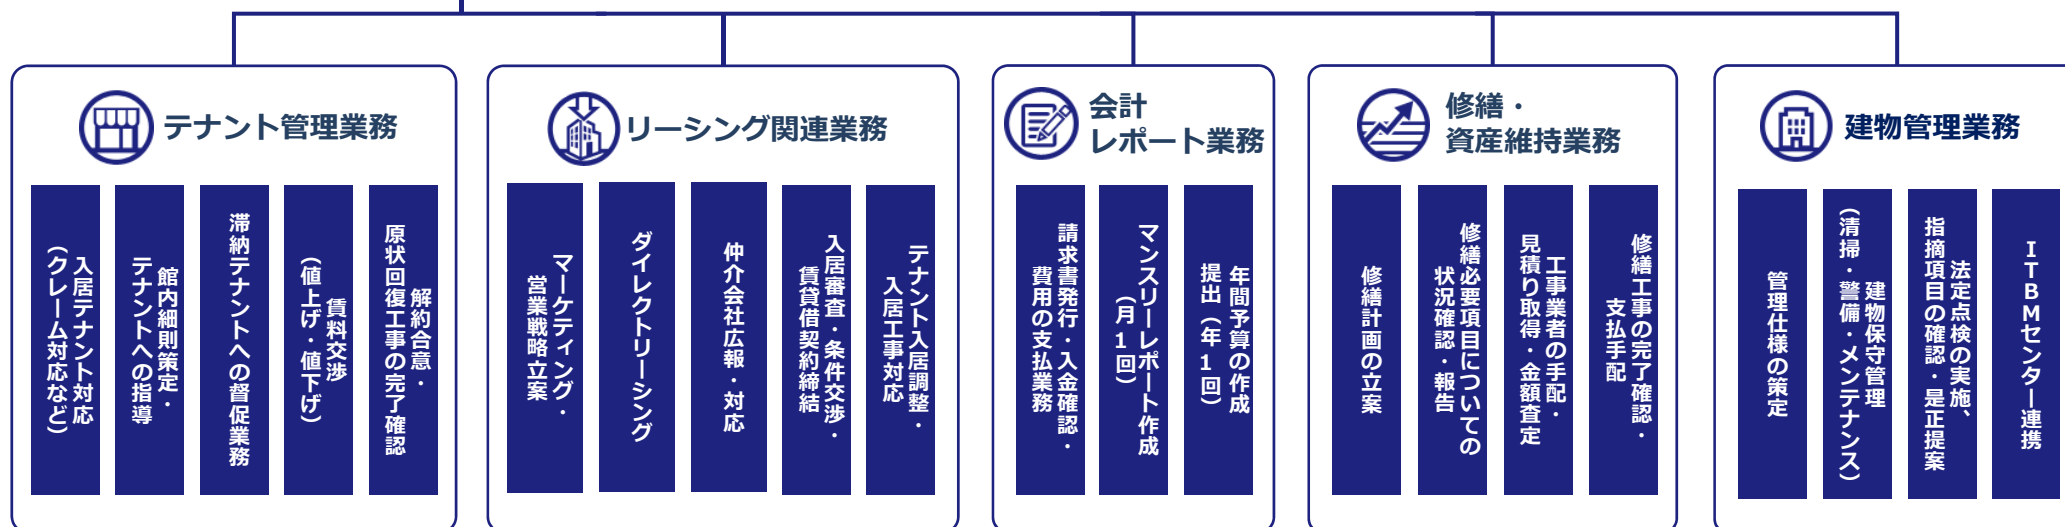 テナント管理業務
入居テナント対応
（クレーム対応など）
館内細則策定・
テナントへの指導
滞納テナントへの督促業務
賃料交渉
（値上げ・値下げ）
解約合意・
原状回復工事の完了確認
リーシング関連業務
マーケティング・
営業戦略立案
ダイレクトリーシング
仲介会社広報・対応
入居審査・条件交渉・
賃貸借契約締結
テナント入居調整・
入居工事対応
会計
レポート業務
請求書発行・入金確認・
費用の支払業務
マンスリーレポート作成
（月1回）
年間予算の作成
提出（年1回）
修繕・
資産維持業務
修繕計画の立案
修繕必要項目についての
状況確認・報告
工事業者の手配・
見積り取得・金額査定
修繕工事の完了確認・
支払手配
建物管理業務
管理仕様の策定
建物保守管理
（清掃・警備・メンテナンス）
法定点検の実施、
指摘項目の確認・是正提案
ITBMセンター連携